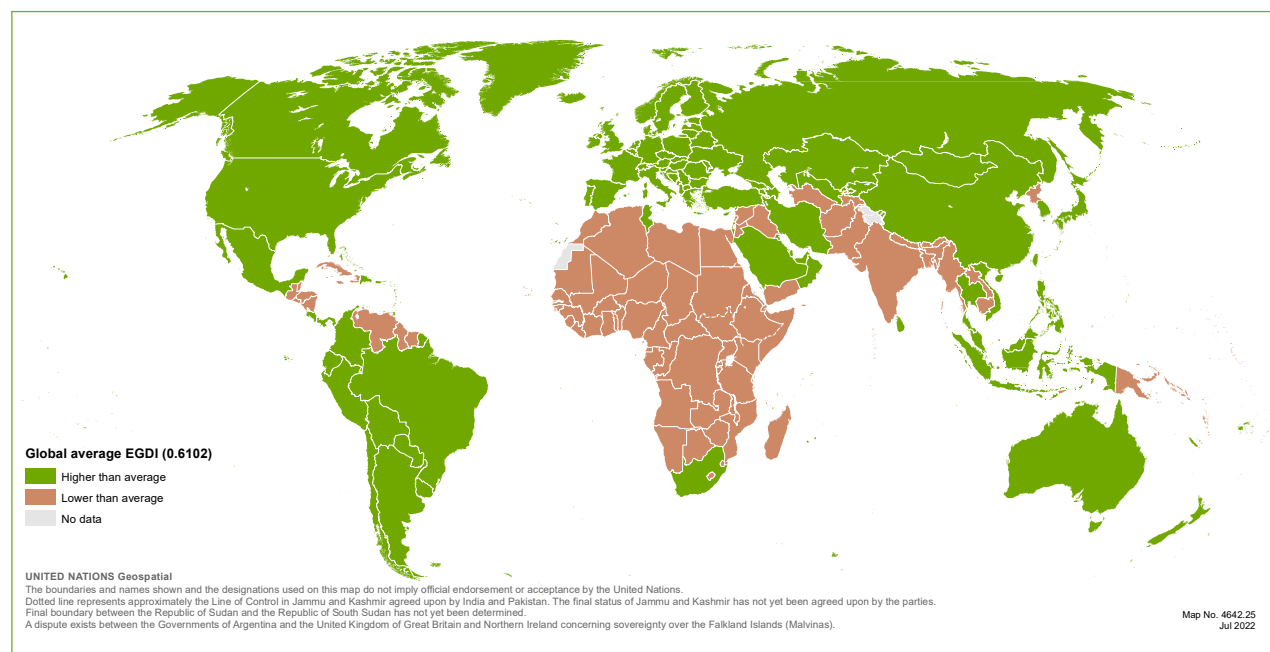 Global average EGDI (0.6102)
Higher than average
Lower than average
No data
UNITED NATIONS Geospatial
The boundaries and names shown and the designations used on this map do not imply official endorsement or acceptance by the United Nations.
Dotted line represents approximately the Line of Control in Jammu and Kashmir agreed upon by India and Pakistan. The final status of Jammu and Kashmir has not yet been agreed upon by the parties.
Final boundary between the Republic of Sudan and the Republic of South Sudan has not yet been determined.
A dispute exists between the Governments of Argentina and the United Kingdom of Great Britain and Northern Ireland concerning sovereignty over the Falkland Islands (Malvinas).
Map No. 4642.25
Jul 2022